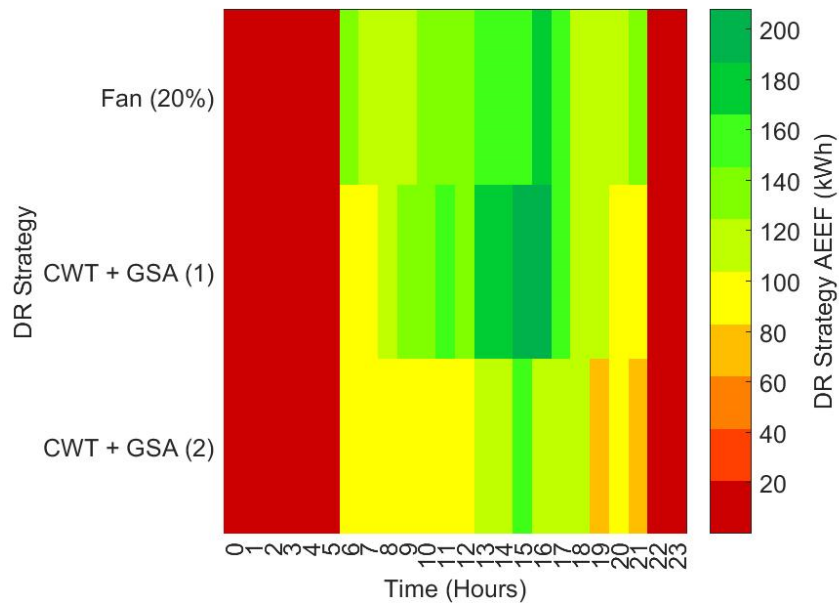 Fan (20%)
CWT + GSA (1)
CWT + GSA (2)
DR Strategy
0 1 2 3 4 5 6 7 8 9 10 11 12 13 14 15 16 17 18 19 20 21 22 23
Time (Hours)
200
180
160
140
120
100
80
60
40
20
DR Strategy AEEF (kWh)